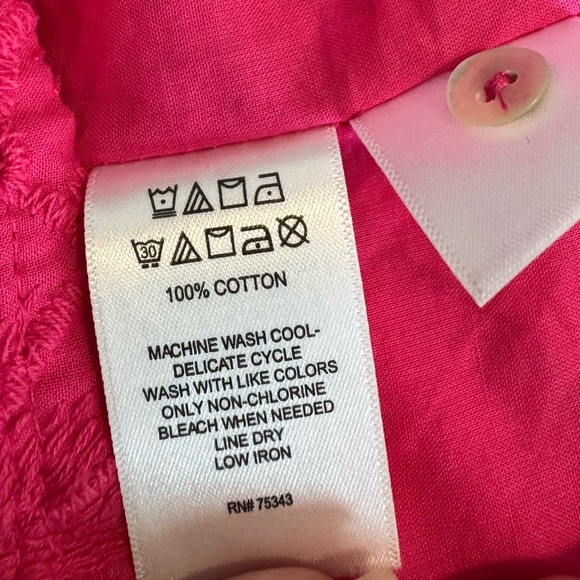 30
100% COTTON
MACHINE WASH COOL-
DELICATE CYCLE
WASH WITH LIKE COLORS
ONLY NON-CHLORINE
BLEACH WHEN NEEDED
LINE DRY
LOW IRON
RN# 75343